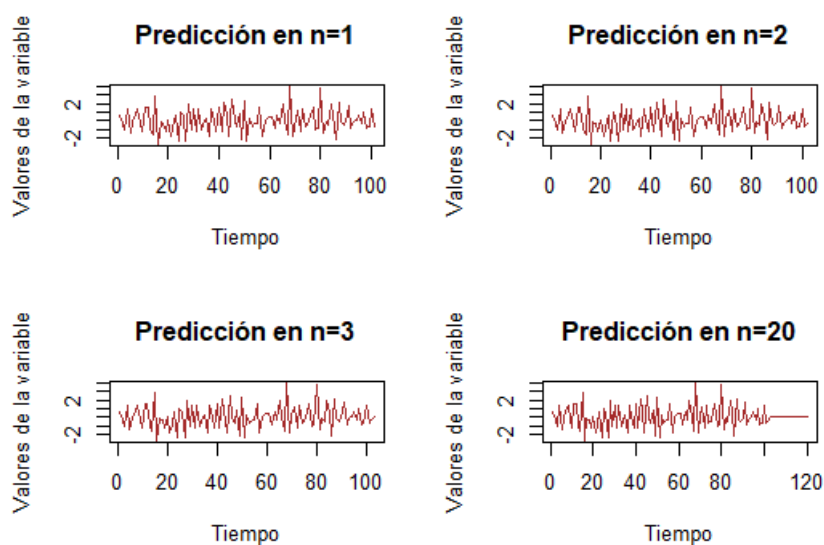 Predicción en n=1
Valores de la variable
2
-2
0 20 40 60 80 100
Tiempo
Predicción en n=2
Valores de la variable
2
-2
0 20 40 60 80 100
Tiempo
Predicción en n=3
Valores de la variable
2
-2
0 20 40 60 80 100
Tiempo
Predicción en n=20
Valores de la variable
2
-2
0 20 40 60 80 120
Tiempo